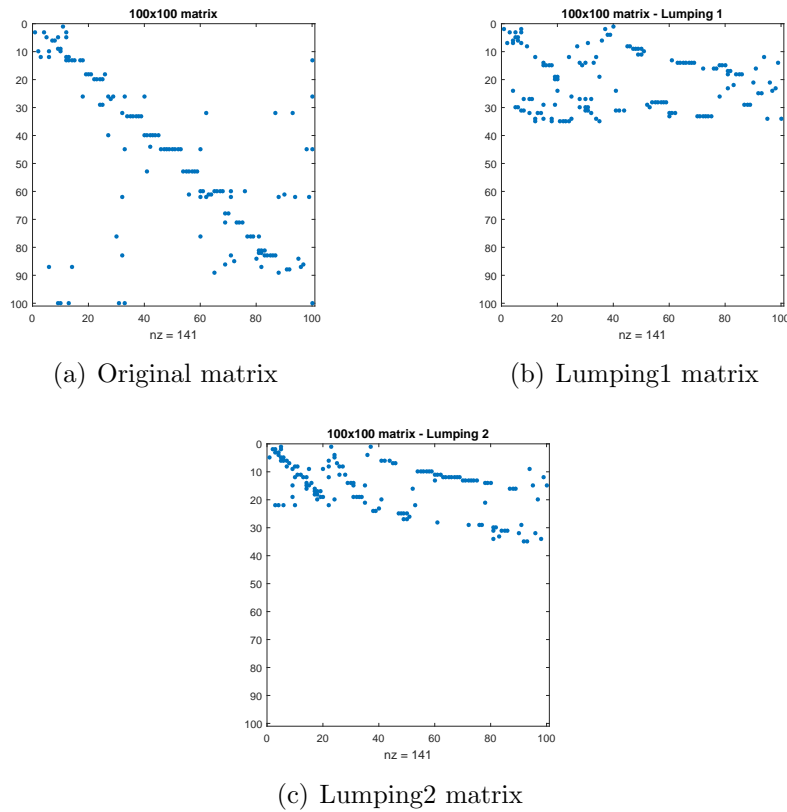 100x100 matrix
0
10
20
30
40
50
60
70
80
90
100
0 20 40 60 80 100
nz = 141
(a) Original matrix
100x100 matrix - Lumping 1
0
10
20
30
40
50
60
70
80
90
100
0 20 40 60 80 100
nz = 141
(b) Lumping1 matrix
100x100 matrix - Lumping 2
0
10
20
30
40
50
60
70
80
90
100
0 20 40 60 80 100
nz = 141
(c) Lumping2 matrix